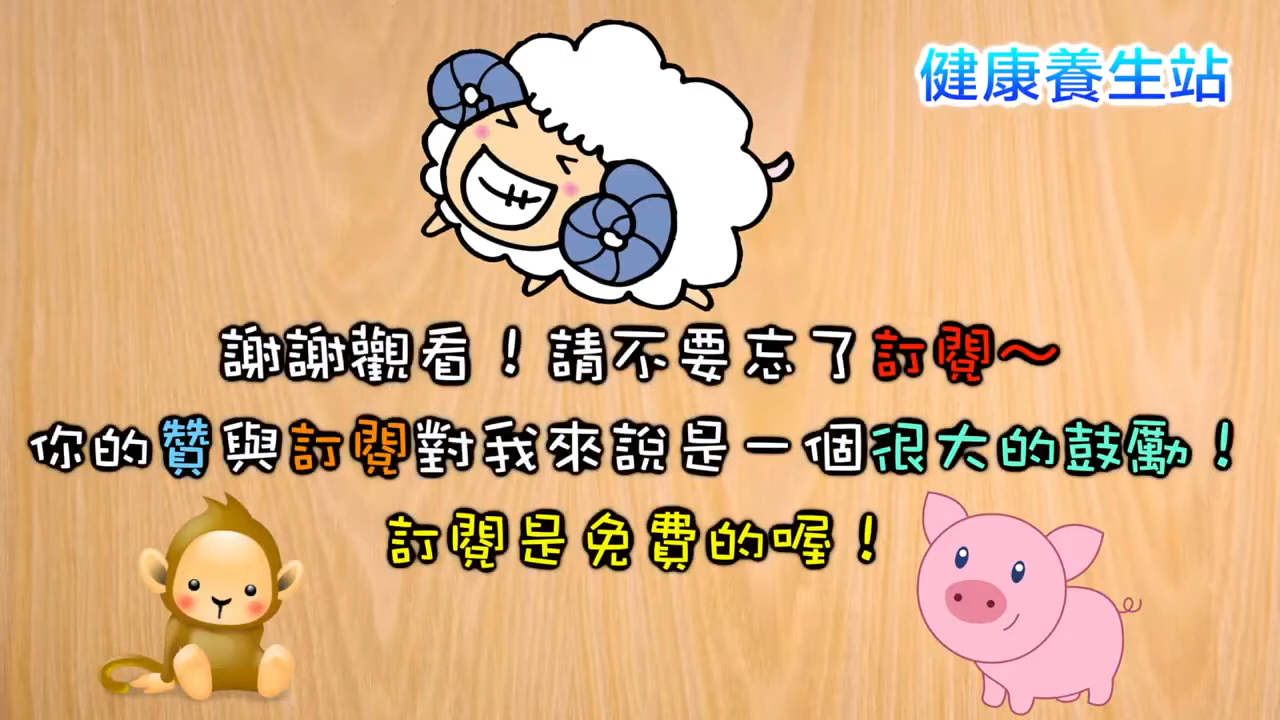 健康養生站
謝謝觀看！請不要忘了訂閱～
你的贊與訂閱對我來說是一個很大的鼓勵！
訂閱是免費的喔！